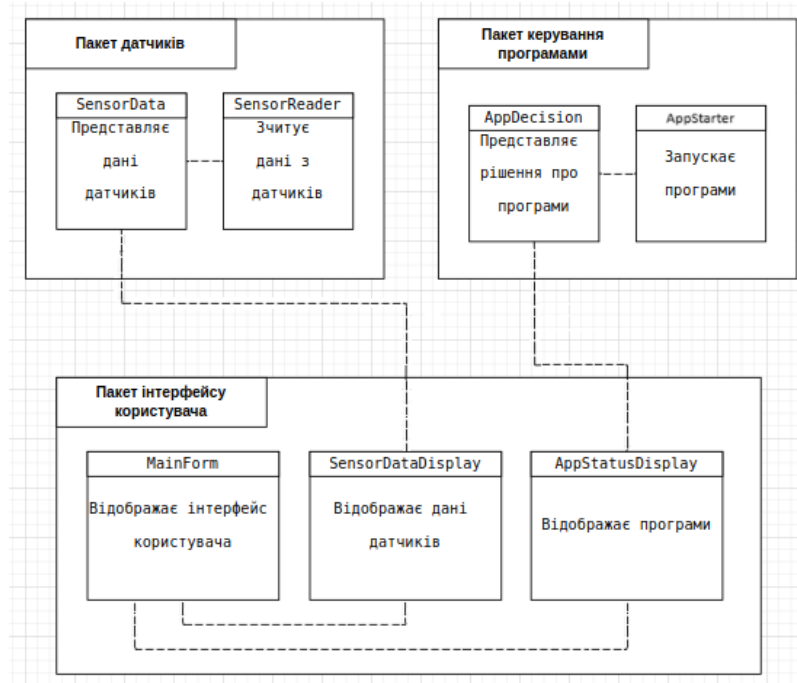 Пакет датчиків
SensorData
Представляє
дані
датчиків
SensorReader
Зчитує
дані з
датчиків
Пакет керування
програмами
AppDecision
Представляє
рішення про
програми
AppStarter
Запускає
програми
Пакет інтерфейсу
користувача
MainForm
Відображає інтерфейс
користувача
SensorDataDisplay
Відображає дані
датчиків
AppStatusDisplay
Відображає програми